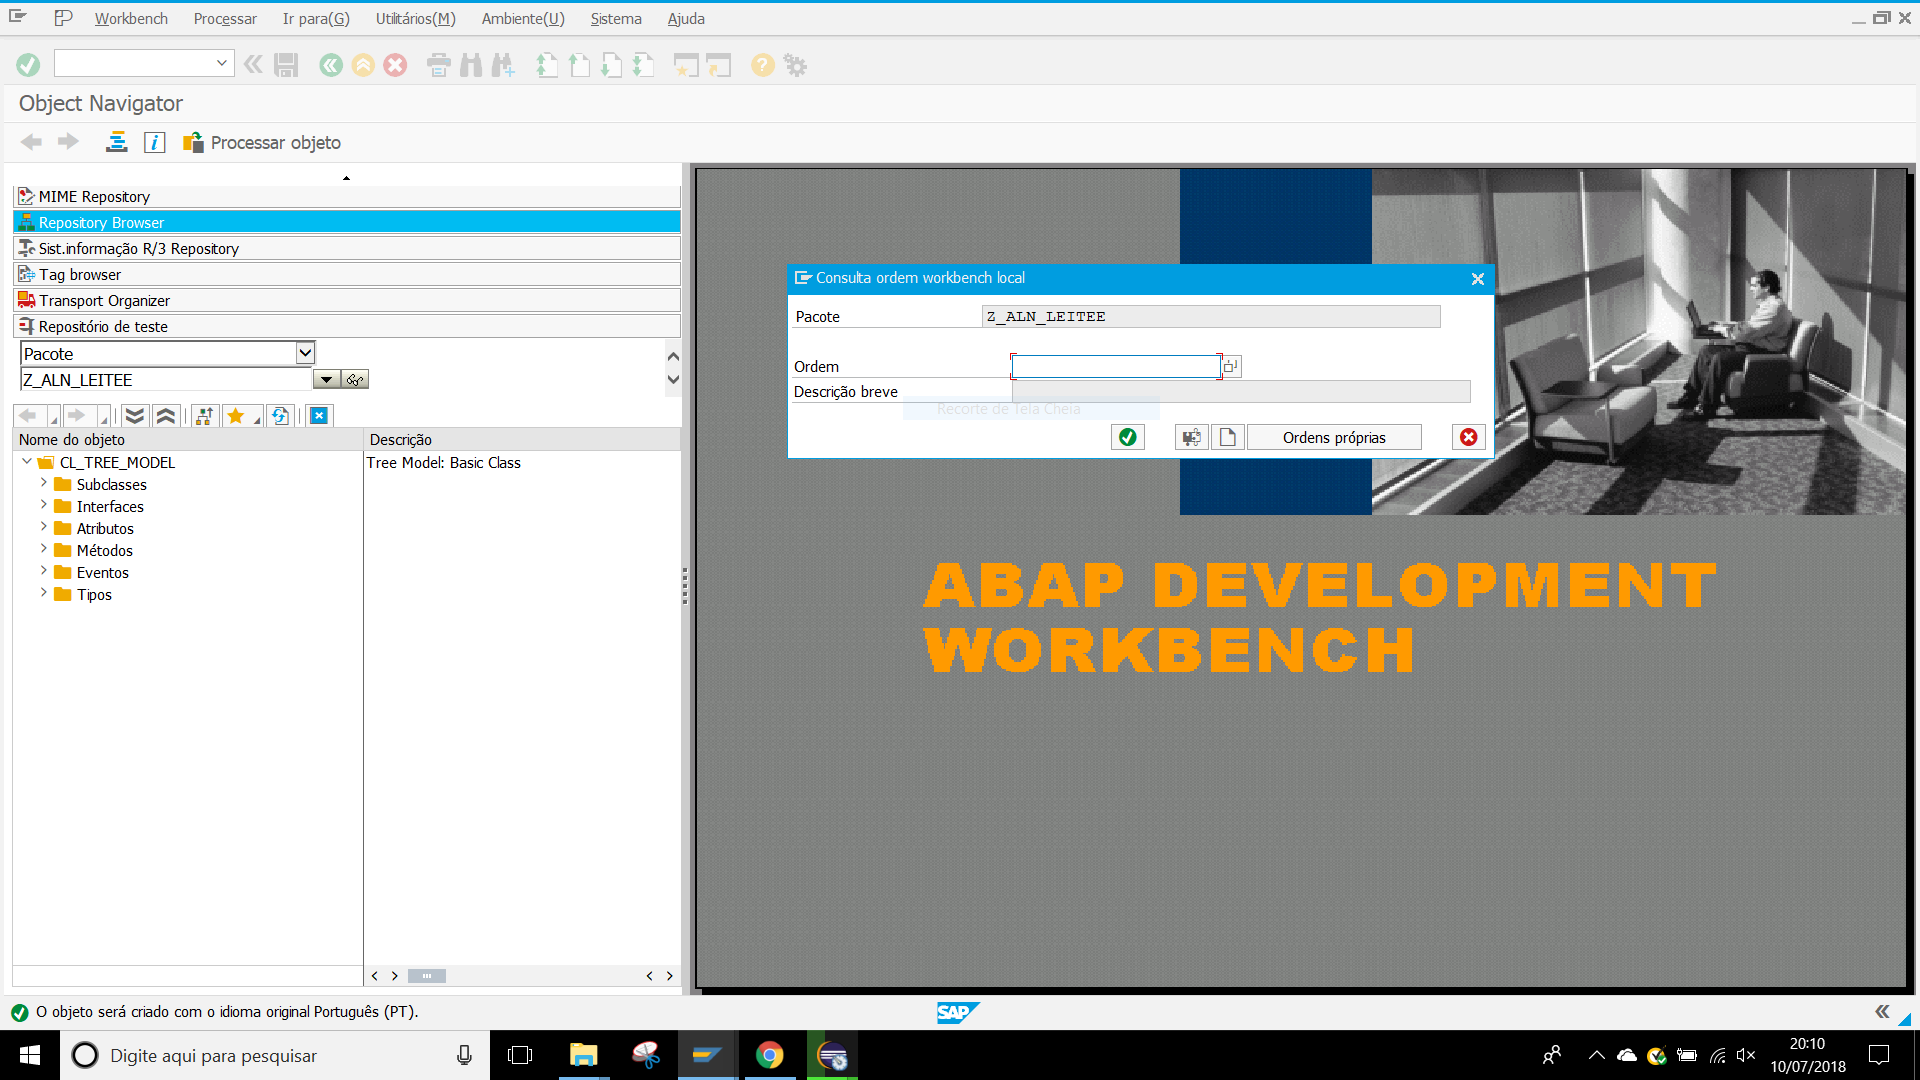 Workbench Processar Ir para(G) Utilitários(M) Ambiente(U) Sistema Ajuda
Object Navigator
Processar objeto
MIME Repository
Repository Browser
Sist.informação R/3 Repository
Tag browser
Transport Organizer
Repositório de teste
Pacote
Z_ALN_LEITEE
Nome do objeto Descrição
CL_TREE_MODEL Tree Model: Basic Class
Subclasses
Interfaces
Atributos
Métodos
Eventos
Tipos
Consulta ordem workbench local
Pacote Z_ALN_LEITEE
Ordem
Descrição breve
Recorte de Tela Cheia
Ordens próprias
ABAP DEVELOPMENT
WORKBENCH
O objeto será criado com o idioma original Português (PT).
SAP
Digite aqui para pesquisar
20:10
10/07/2018